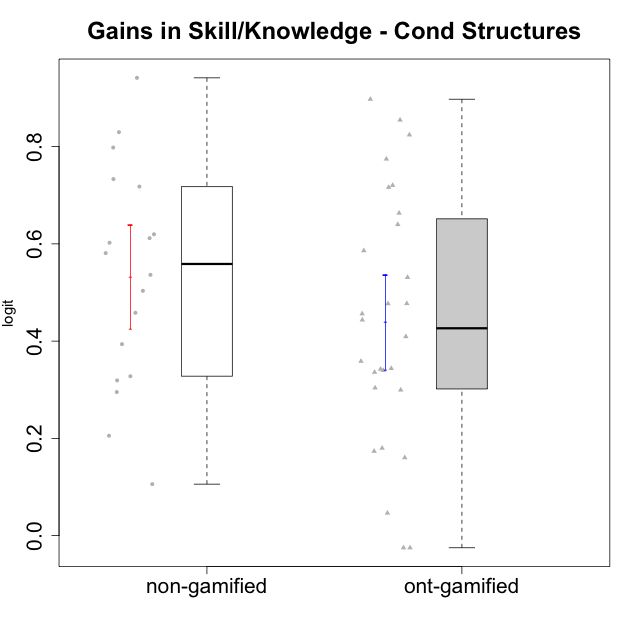 Gains in Skill/Knowledge - Cond Structures
logit
0.8
0.6
0.4
0.2
0.0
non-gamified
ont-gamified